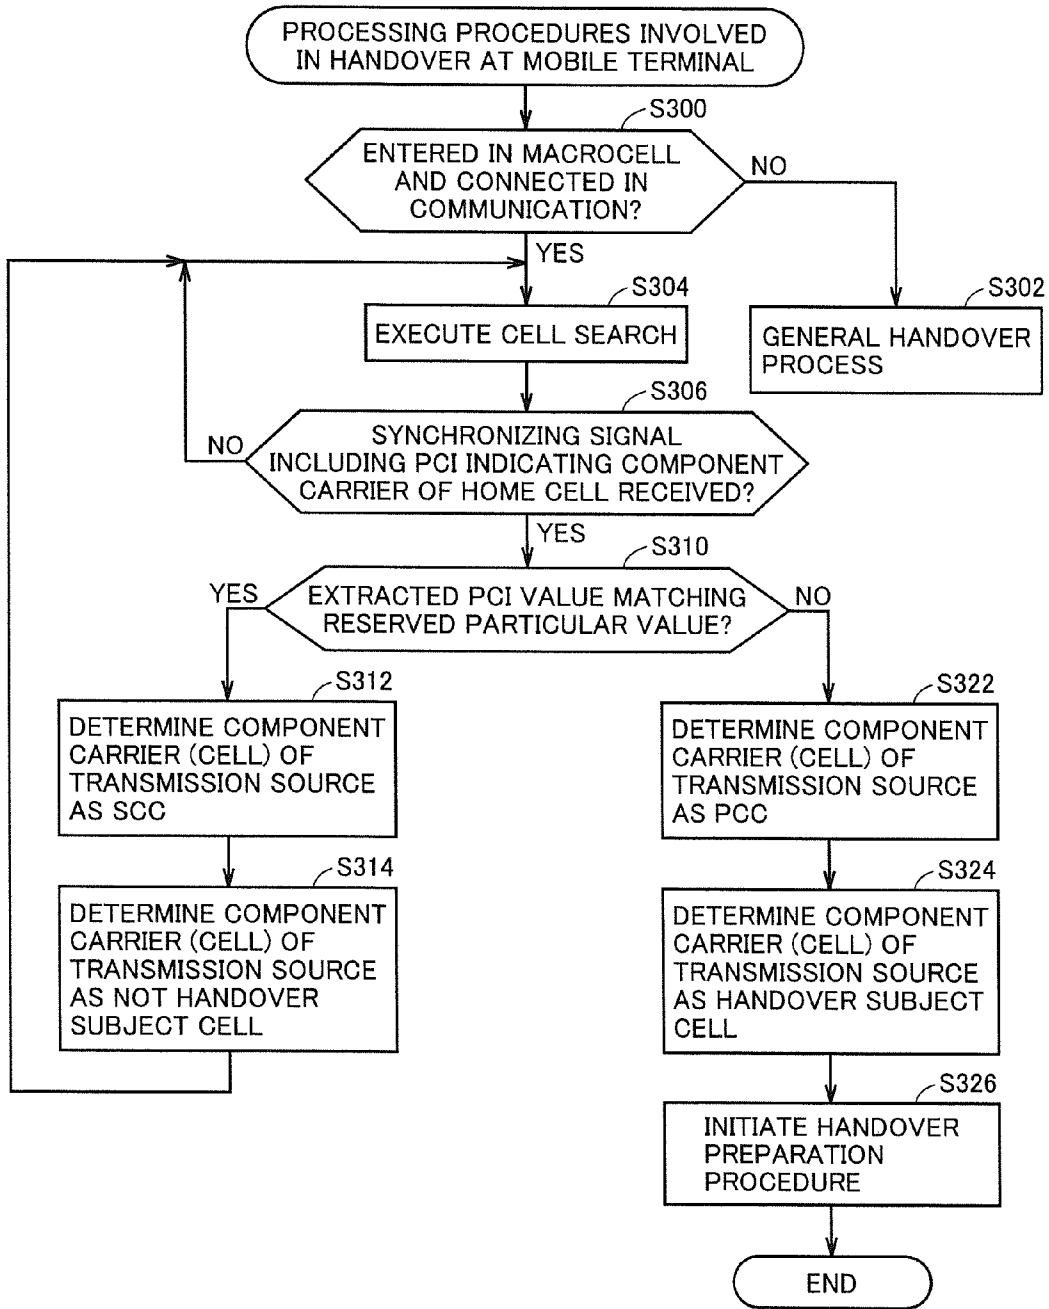 PROCESSING PROCEDURES INVOLVED
IN HANDOVER AT MOBILE TERMINAL
S300
ENTERED IN MACROCELL
AND CONNECTED IN
COMMUNICATION?
NO
YES
S302
GENERAL HANDOVER
PROCESS
S304
EXECUTE CELL SEARCH
S306
SYNCHRONIZING SIGNAL
INCLUDING PCI INDICATING COMPONENT
CARRIER OF HOME CELL RECEIVED?
NO
YES
S310
EXTRACTED PCI VALUE MATCHING
RESERVED PARTICULAR VALUE?
YES
NO
S312
DETERMINE COMPONENT
CARRIER (CELL) OF
TRANSMISSION SOURCE
AS SCC
S314
DETERMINE COMPONENT
CARRIER (CELL) OF
TRANSMISSION SOURCE
AS NOT HANDOVER
SUBJECT CELL
S322
DETERMINE COMPONENT
CARRIER (CELL) OF
TRANSMISSION SOURCE
AS PCC
S324
DETERMINE COMPONENT
CARRIER (CELL) OF
TRANSMISSION SOURCE
AS HANDOVER SUBJECT
CELL
S326
INITIATE HANDOVER
PREPARATION
PROCEDURE
END